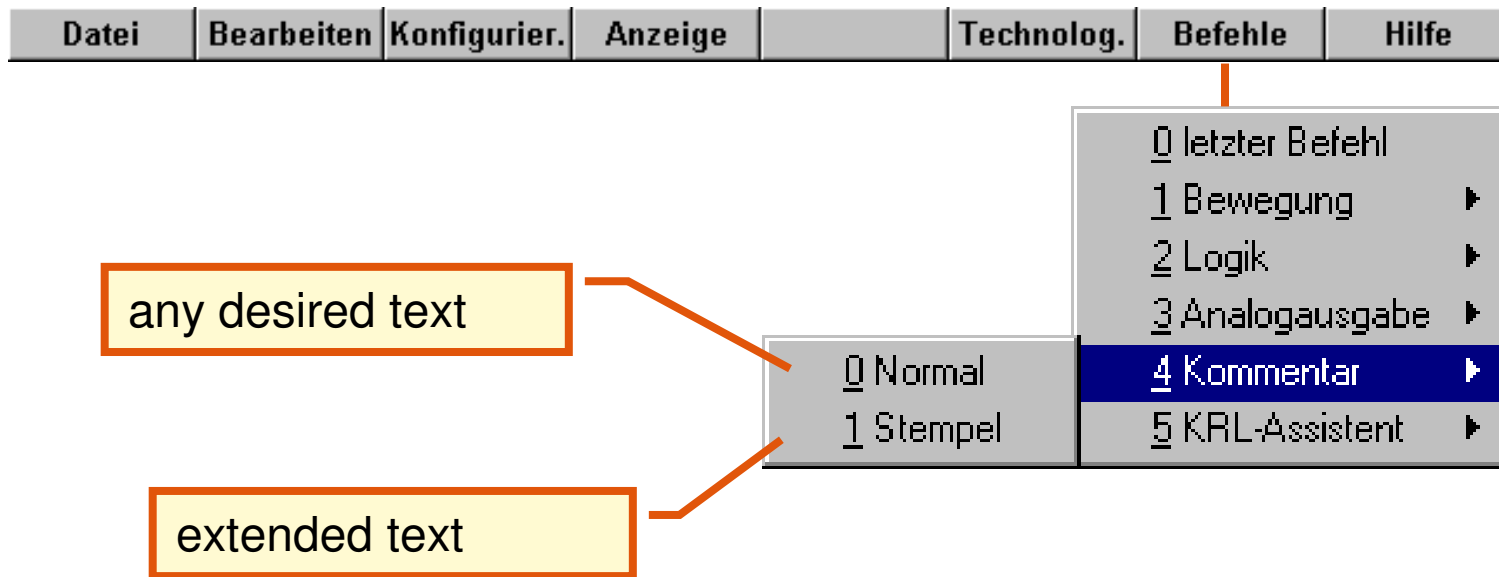 Datei Bearbeiten Konfigurier. Anzeige Technolog. Befehle Hilfe
0 letzter Befehl
1 Bewegung
2 Logik
3 Analogausgabe
4 Kommentar
5 KRL-Assistent
any desired text
0 Normal
1 Stempel
extended text